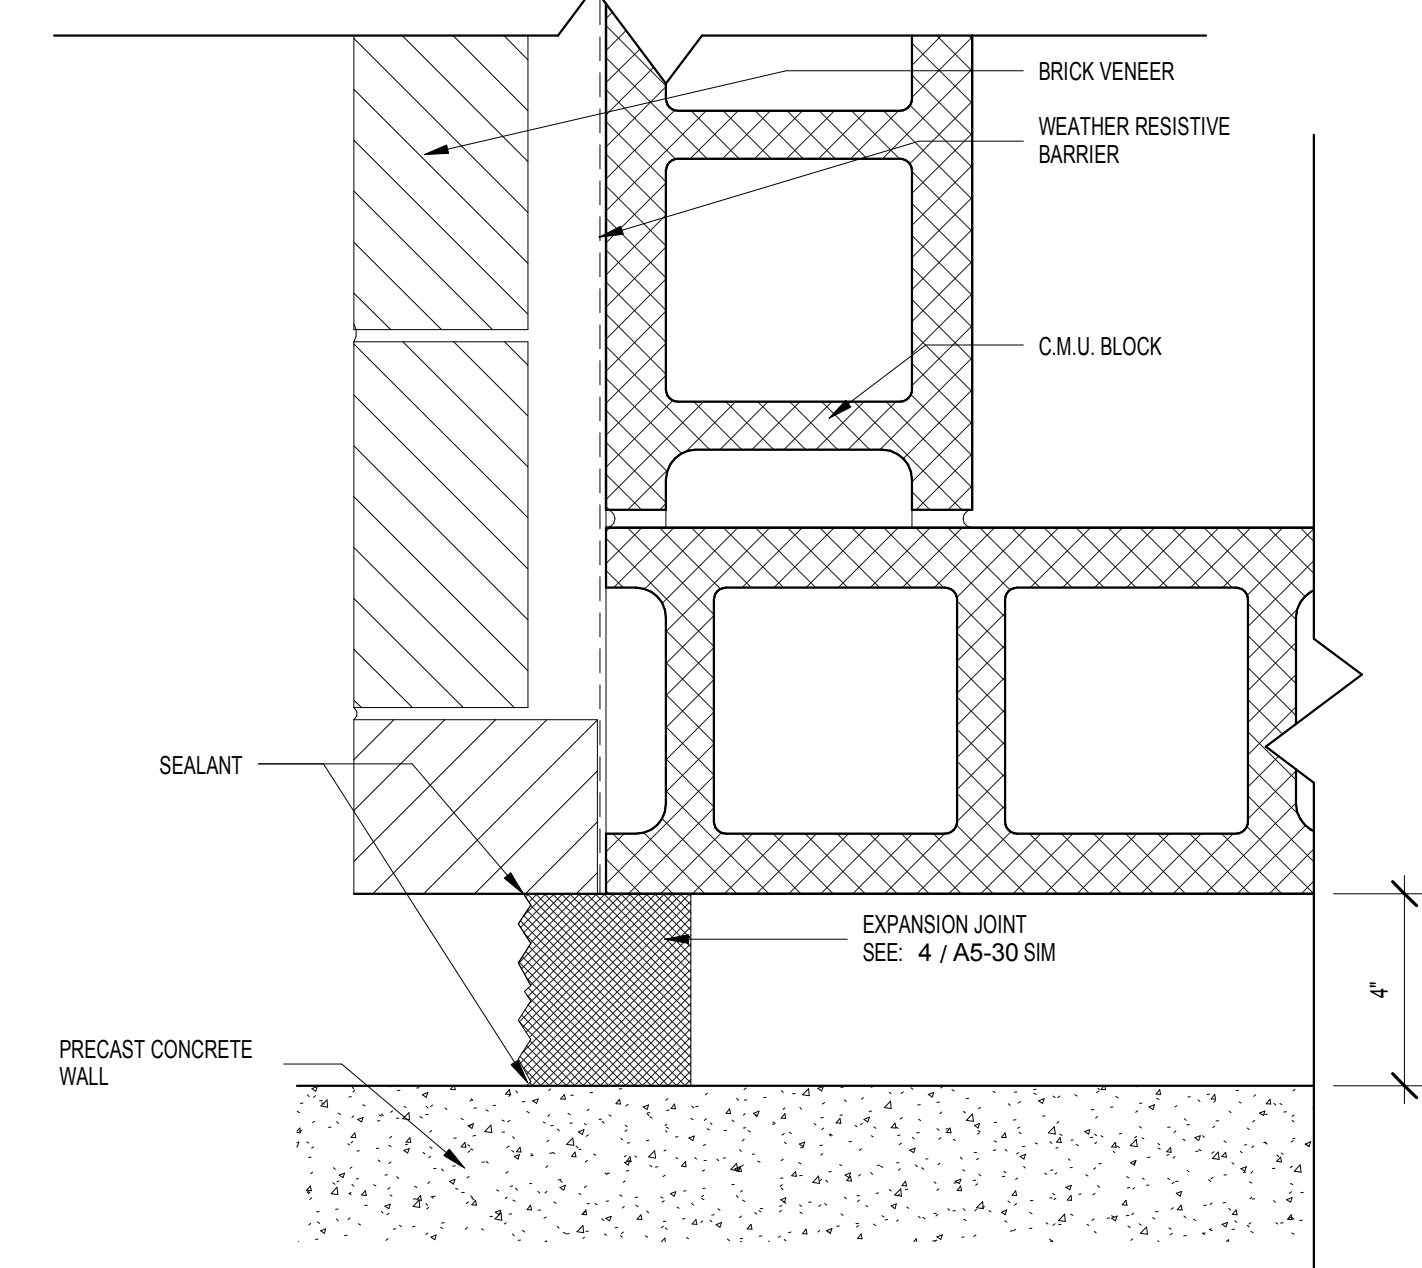 BRICK VENEER
WEATHER RESISTIVE
BARRIER
C.M.U. BLOCK
SEALANT
EXPANSION JOINT
SEE: 4 / A5-30 SIM
4"
PRECAST CONCRETE
WALL